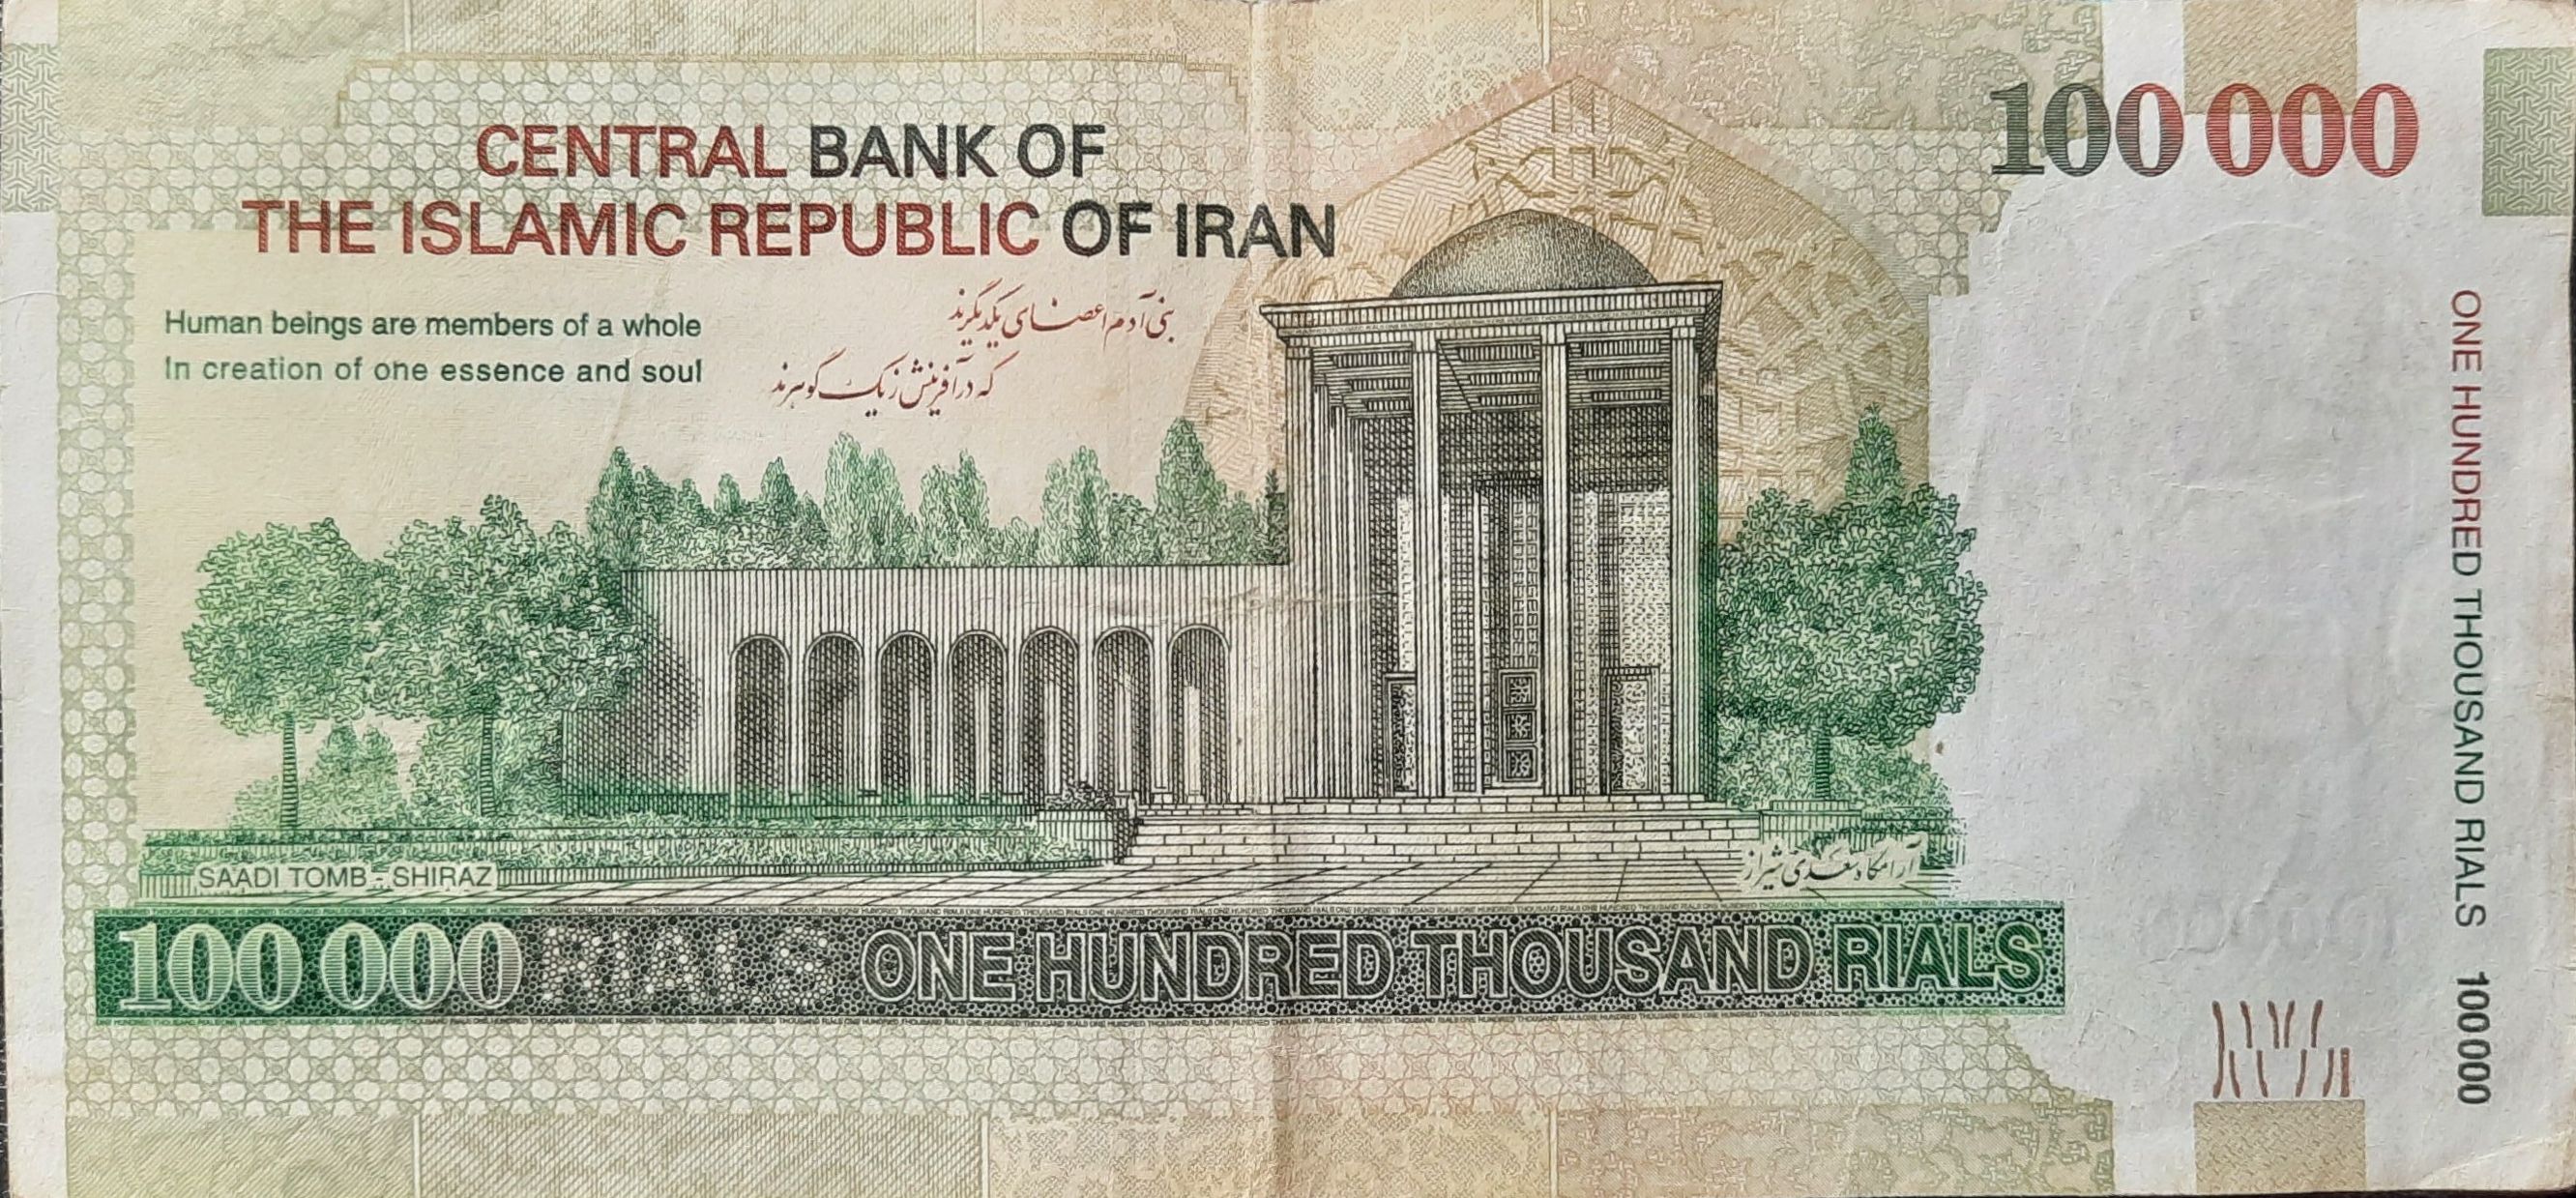 CENTRAL BANK OF
THE ISLAMIC REPUBLIC OF IRAN
100 000
Human beings are members of a whole
In creation of one essence and soul
بنی آدم اعضای یکدیگرند
که در آفرینش ز یک گوهرند
ONE HUNDRED THOUSAND RIALS 100 000
SAADI TOMB - SHIRAZ
آرامگاه سعدی شیراز
100 000 RIALS ONE HUNDRED THOUSAND RIALS